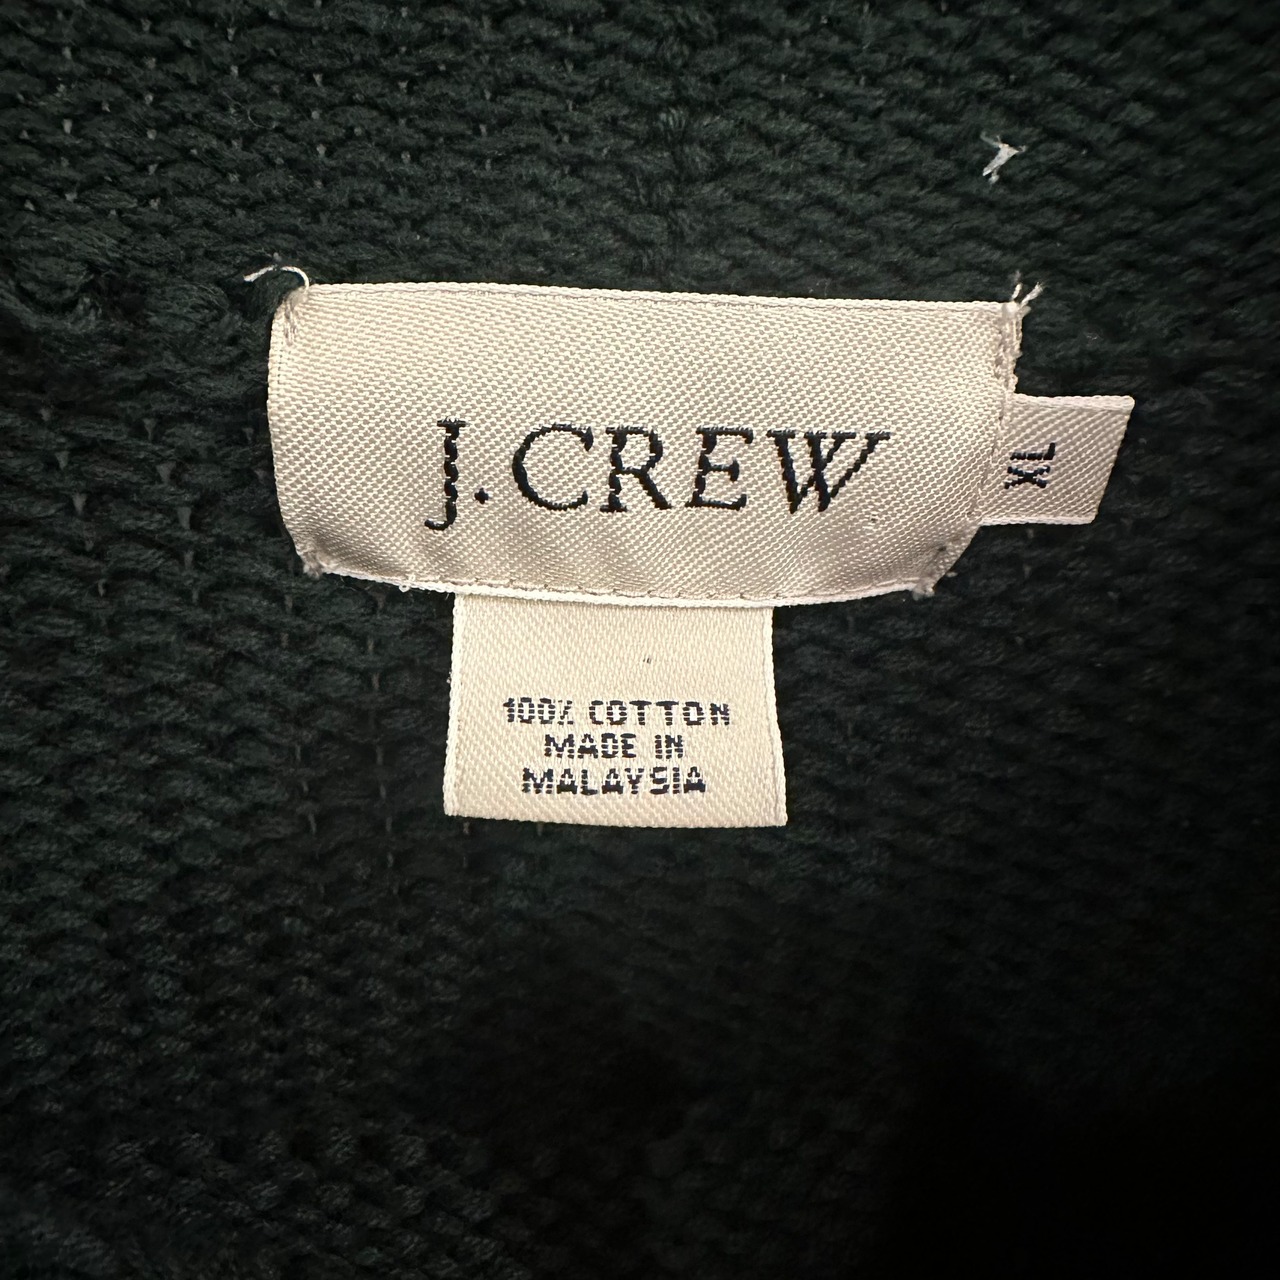 J.CREW
XL
100% COTTON
MADE IN
MALAYSIA